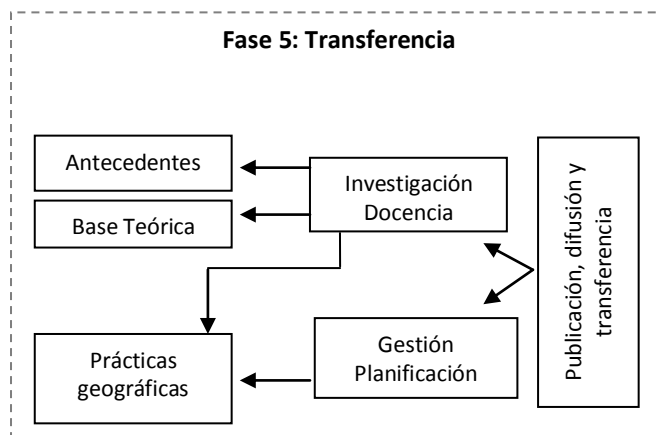 Fase 5: Transferencia
Antecedentes
Base Teórica
Investigación
Docencia
Publicación, difusión y
transferencia
Prácticas
geográficas
Gestión
Planificación